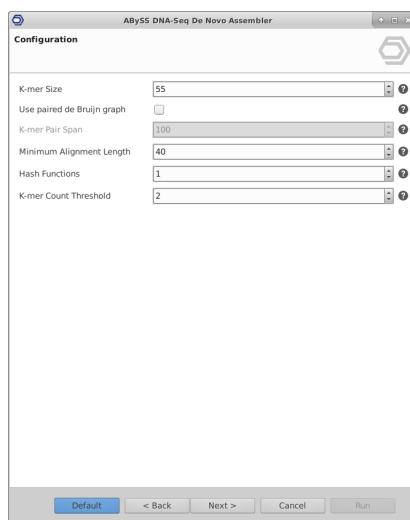 ABySS DNA-Seq De Novo Assembler
Configuration
K-mer Size 55
Use paired de Bruijn graph
K-mer Pair Span 100
Minimum Alignment Length 40
Hash Functions 1
K-mer Count Threshold 2
Default < Back Next > Cancel Run